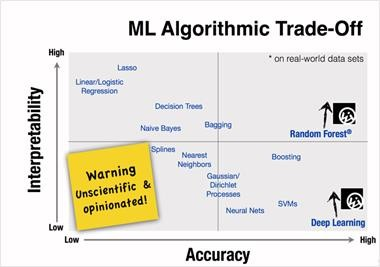 ML Algorithmic Trade-Off
High
* on real-world data sets
Lasso
Linear/Logistic
Regression
Decision Trees
Naive Bayes
Bagging
Random Forest®
Interpretability
Warning
Unscientific &
opinionated!
Splines
Nearest
Neighbors
Boosting
Gaussian/
Dirichlet
Processes
SVMs
Neural Nets
Deep Learning
Low
Low
High
Accuracy